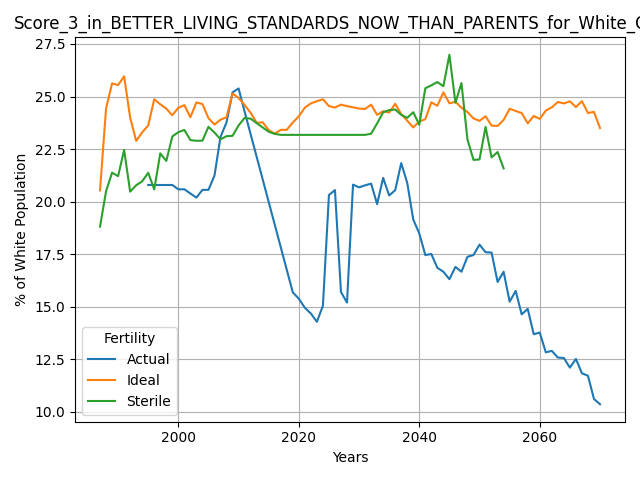 Score_3_in_BETTER_LIVING_STANDARDS_NOW_THAN_PARENTS_for_White_
27.5
25.0
22.5
20.0
17.5
15.0
12.5
10.0
% of White Population
Fertility
Actual
Ideal
Sterile
2000
2020
2040
2060
Years